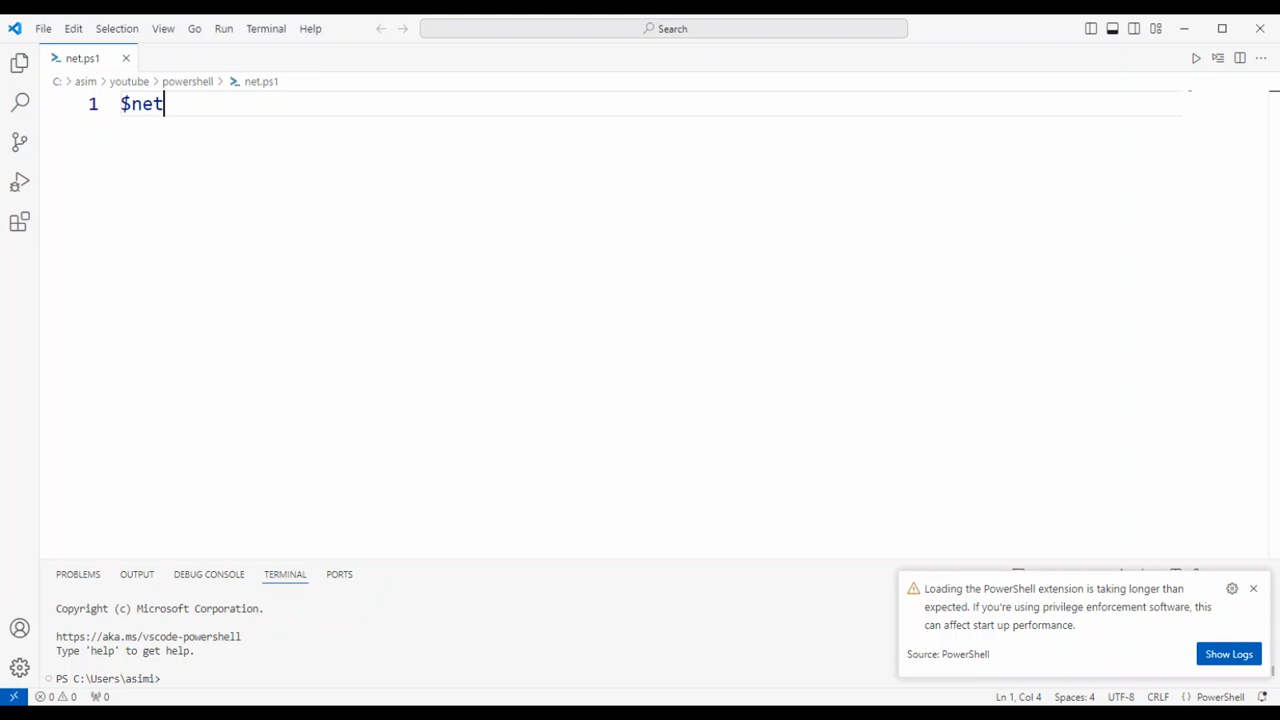 File Edit Selection View Go Run Terminal Help Search
net.ps1
C: > asim > youtube > powershell > net.ps1
1 $net
PROBLEMS OUTPUT DEBUG CONSOLE TERMINAL PORTS
Copyright (c) Microsoft Corporation.
https://aka.ms/vscode-powershell
Type 'help' to get help.
PS C:\Users\asimi>
Loading the PowerShell extension is taking longer than
expected. If you're using privilege enforcement software, this
can affect start up performance.
Source: PowerShell Show Logs
0 0 0 Ln 1, Col 4 Spaces: 4 UTF-8 CRLF {} PowerShell